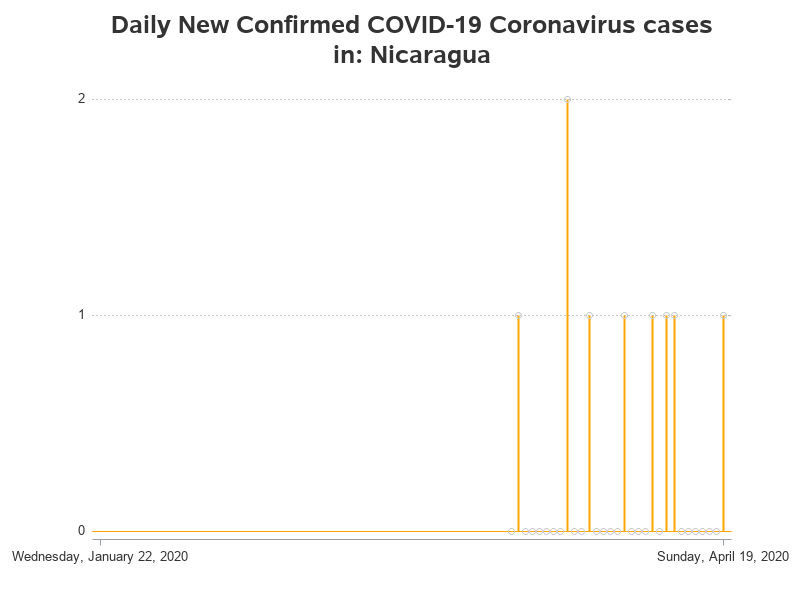 Daily New Confirmed COVID-19 Coronavirus cases
in: Nicaragua
2
1
0
Wednesday, January 22, 2020
Sunday, April 19, 2020